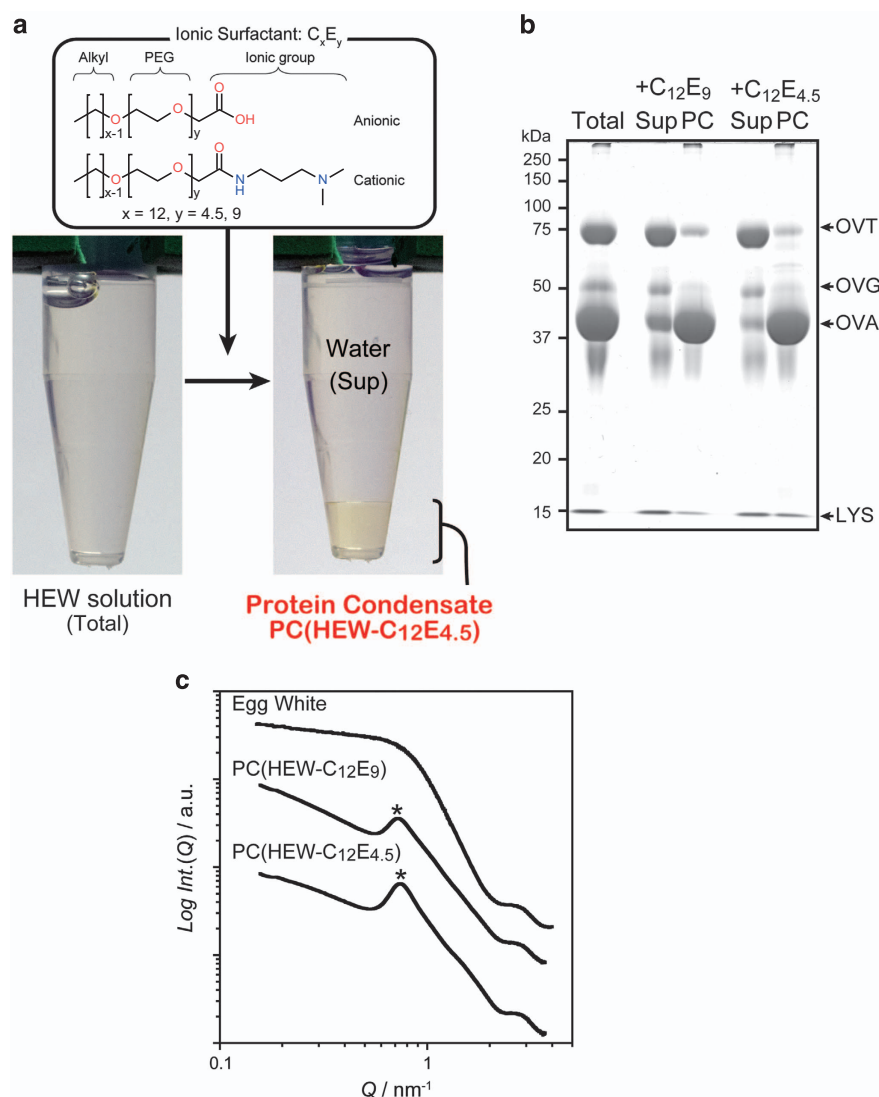 a
Ionic Surfactant: CxEy
Alkyl PEG Ionic group
O
O O OH
x-1 y
Anionic
O
O O N N
H
x-1 y
Cationic
x = 12, y = 4.5, 9
Water
(Sup)
HEW solution
(Total)
Protein Condensate
PC(HEW-C12E4.5)
b
+C12E9 +C12E4.5
Total Sup PC Sup PC
kDa
250
150
100
75
50
37
25
20
15
OVT
OVG
OVA
LYS
c
Egg White
PC(HEW-C12E9)
*
PC(HEW-C12E4.5)
*
Log Int.(Q) / a.u.
0.1 1
Q / nm-1